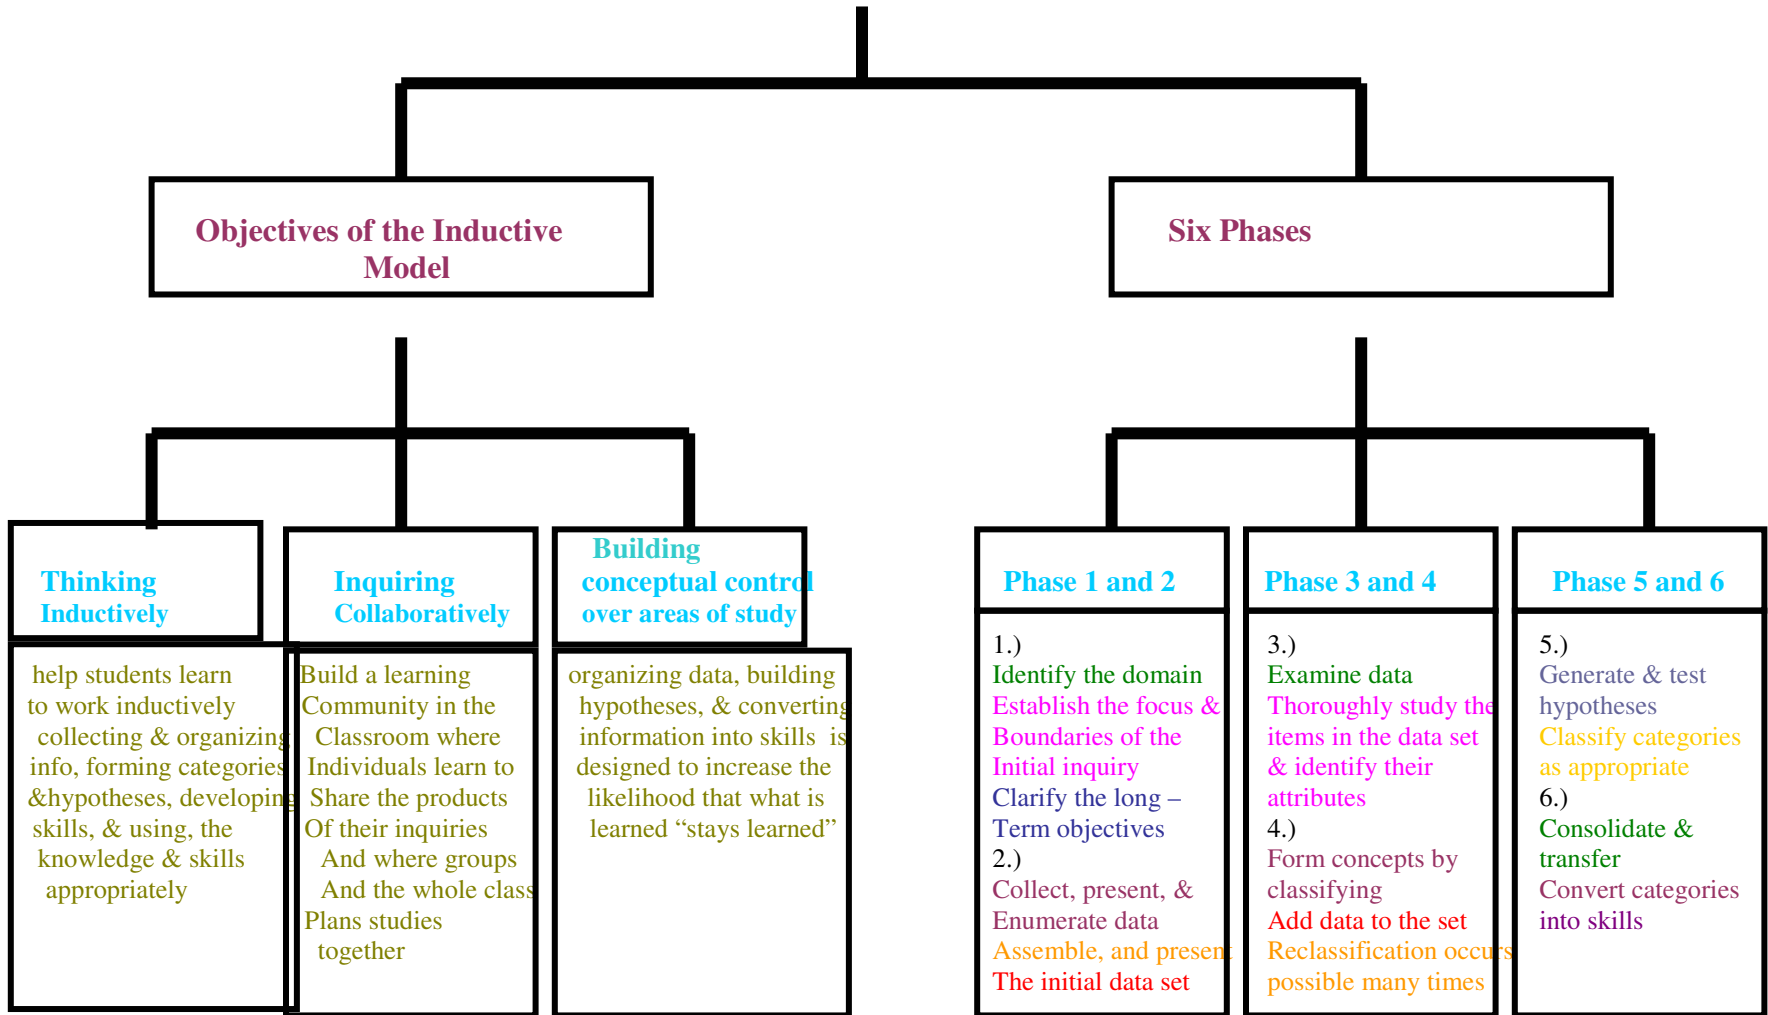 Objectives of the Inductive
Model
Six Phases
Thinking
Inductively
help students learn
to work inductively
collecting & organizing
info, forming categories
&hypotheses, developing
skills, & using, the
knowledge & skills
appropriately
Inquiring
Collaboratively
Build a learning
Community in the
Classroom where
Individuals learn to
Share the products
Of their inquiries
And where groups
And the whole class
Plans studies
together
Building
conceptual control
over areas of study
organizing data, building
hypotheses, & converting
information into skills is
designed to increase the
likelihood that what is
learned “stays learned”
Phase 1 and 2
1.)
Identify the domain
Establish the focus &
Boundaries of the
Initial inquiry
Clarify the long –
Term objectives
2.)
Collect, present, &
Enumerate data
Assemble, and present
The initial data set
Phase 3 and 4
3.)
Examine data
Thoroughly study the
items in the data set
& identify their
attributes
4.)
Form concepts by
classifying
Add data to the set
Reclassification occurs
possible many times
Phase 5 and 6
5.)
Generate & test
hypotheses
Classify categories
as appropriate
6.)
Consolidate &
transfer
Convert categories
into skills